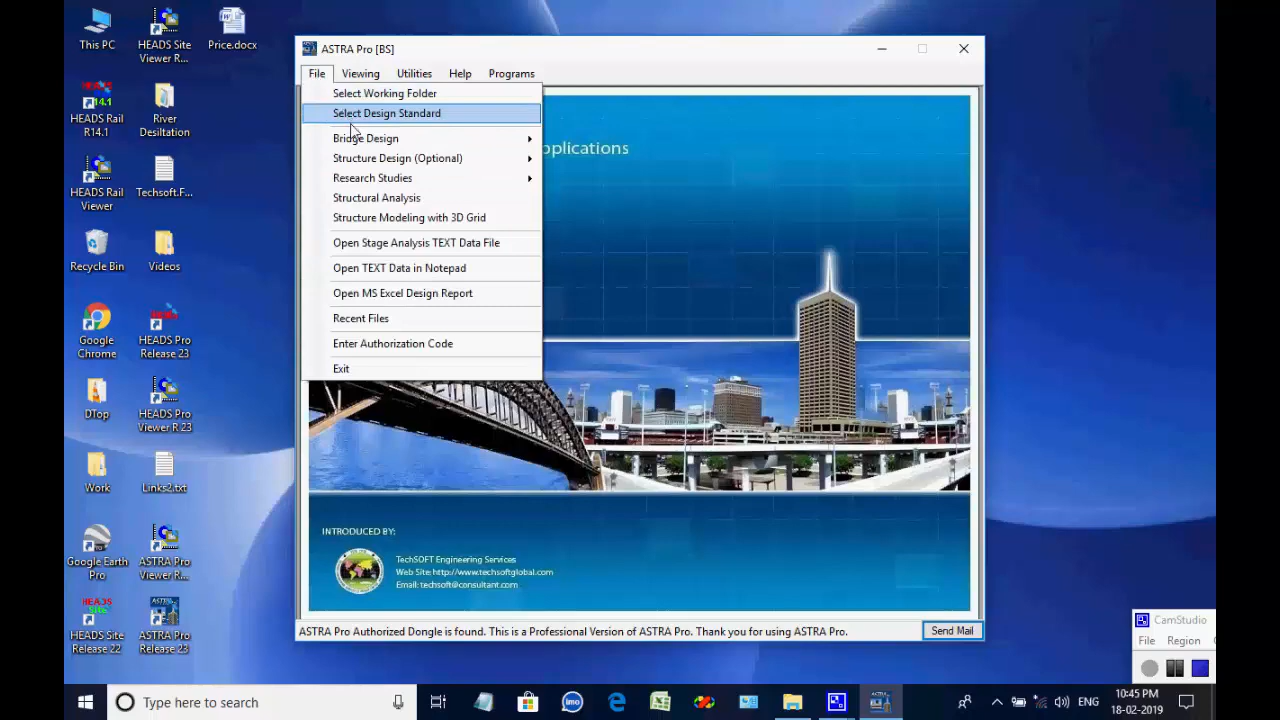 This PC
HEADS Site
Viewer R...
Price.docx
14.1
HEADS Rail
R14.1
River
Desiltation
HEADS Rail
Viewer
Techsoft.F...
Recycle Bin
Videos
Google
Chrome
HEADS Pro
Release 23
DTop
HEADS Pro
Viewer R 23
Work
Links2.txt
Google Earth
Pro
ASTRA Pro
Viewer R...
HEADS Site
Release 22
ASTRA Pro
Release 23
ASTRA Pro [BS]
File Viewing Utilities Help Programs
Select Working Folder
Select Design Standard
Bridge Design
Structure Design (Optional)
Research Studies
Structural Analysis
Structure Modeling with 3D Grid
Open Stage Analysis TEXT Data File
Open TEXT Data in Notepad
Open MS Excel Design Report
Recent Files
Enter Authorization Code
Exit
pplications
INTRODUCED BY:
TechSOFT Engineering Services
Web Site:http://www.techsoftglobal.com
Email: techsoft@consultant.com
ASTRA Pro Authorized Dongle is found. This is a Professional Version of ASTRA Pro. Thank you for using ASTRA Pro.
Send Mail
CamStudio
File Region
Type here to search
imo
ENG
10:45 PM
18-02-2019